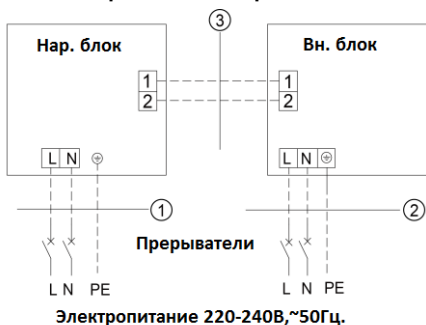 ③
Нар. блок
Вн. блок
1
1
2
2
L N
L N
①
②
Прерыватели
L N PE
L N PE
Электропитание 220-240В,~50Гц.